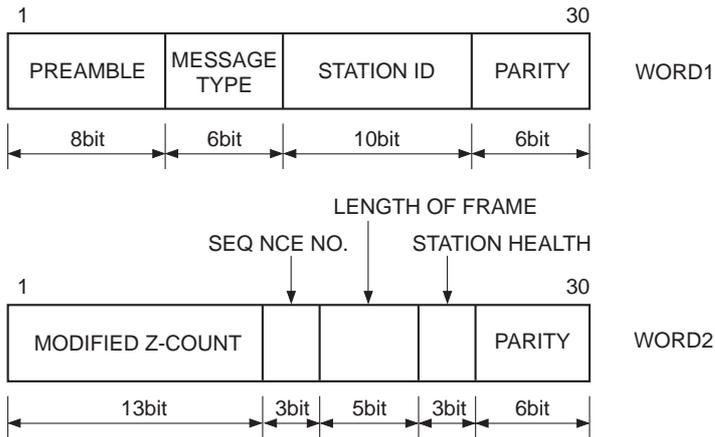 1 30
PREAMBLE MESSAGE TYPE STATION ID PARITY WORD1
8bit 6bit 10bit 6bit
LENGTH OF FRAME
SEQ NCE NO. STATION HEALTH
1 30
MODIFIED Z-COUNT PARITY WORD2
13bit 3bit 5bit 3bit 6bit